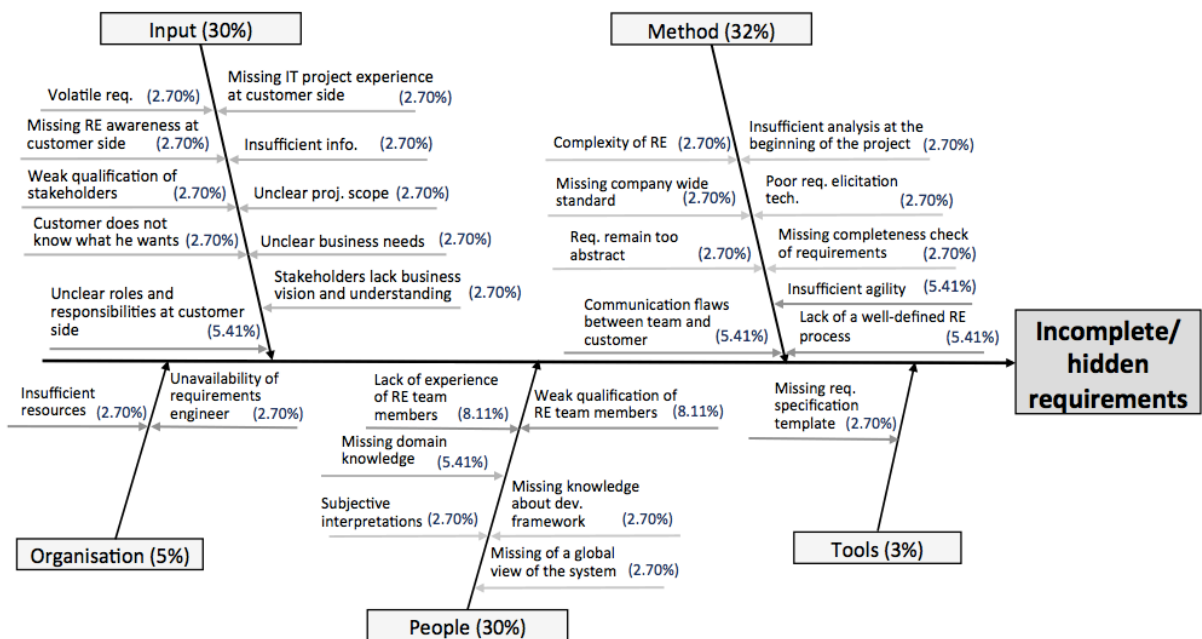 Input (30%)
Method (32%)
Missing IT project experience
at customer side (2.70%)
Volatile req. (2.70%)
Missing RE awareness at
customer side (2.70%)
Insufficient info. (2.70%)
Weak qualification of
stakeholders (2.70%)
Unclear proj. scope (2.70%)
Customer does not
know what he wants (2.70%)
Unclear business needs (2.70%)
Stakeholders lack business
vision and understanding (2.70%)
Unclear roles and
responsibilities at customer
side (5.41%)
Complexity of RE (2.70%)
Insufficient analysis at the
beginning of the project (2.70%)
Missing company wide
standard (2.70%)
Poor req. elicitation
tech. (2.70%)
Req. remain too
abstract (2.70%)
Missing completeness check
of requirements (2.70%)
Insufficient agility (5.41%)
Communication flaws
between team and
customer (5.41%)
Lack of a well-defined RE
process (5.41%)
Incomplete/
hidden
requirements
Insufficient
resources (2.70%)
Unavailability of
requirements
engineer (2.70%)
Organisation (5%)
Lack of experience
of RE team
members (8.11%)
Weak qualification of
RE team members (8.11%)
Missing domain
knowledge (5.41%)
Subjective
interpretations (2.70%)
Missing knowledge
about dev.
framework (2.70%)
Missing of a global
view of the system (2.70%)
People (30%)
Missing req.
specification
template (2.70%)
Tools (3%)